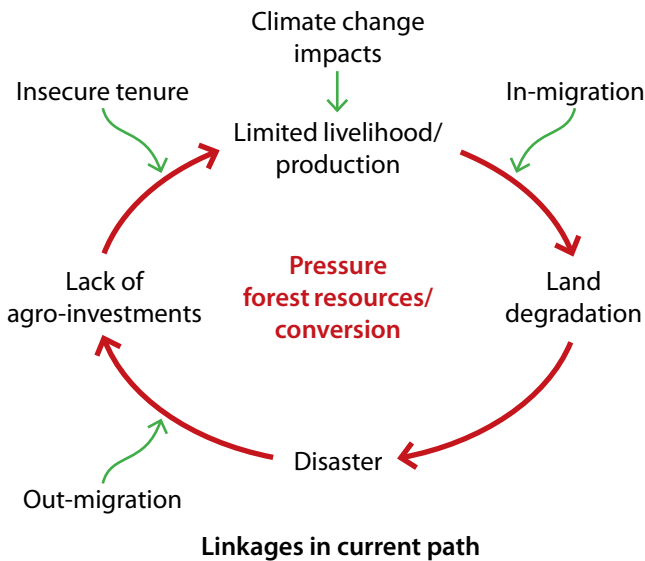 Climate change
impacts
Insecure tenure
In-migration
Limited livelihood/
production
Pressure
forest resources/
conversion
Lack of
agro-investments
Land
degradation
Disaster
Out-migration
Linkages in current path